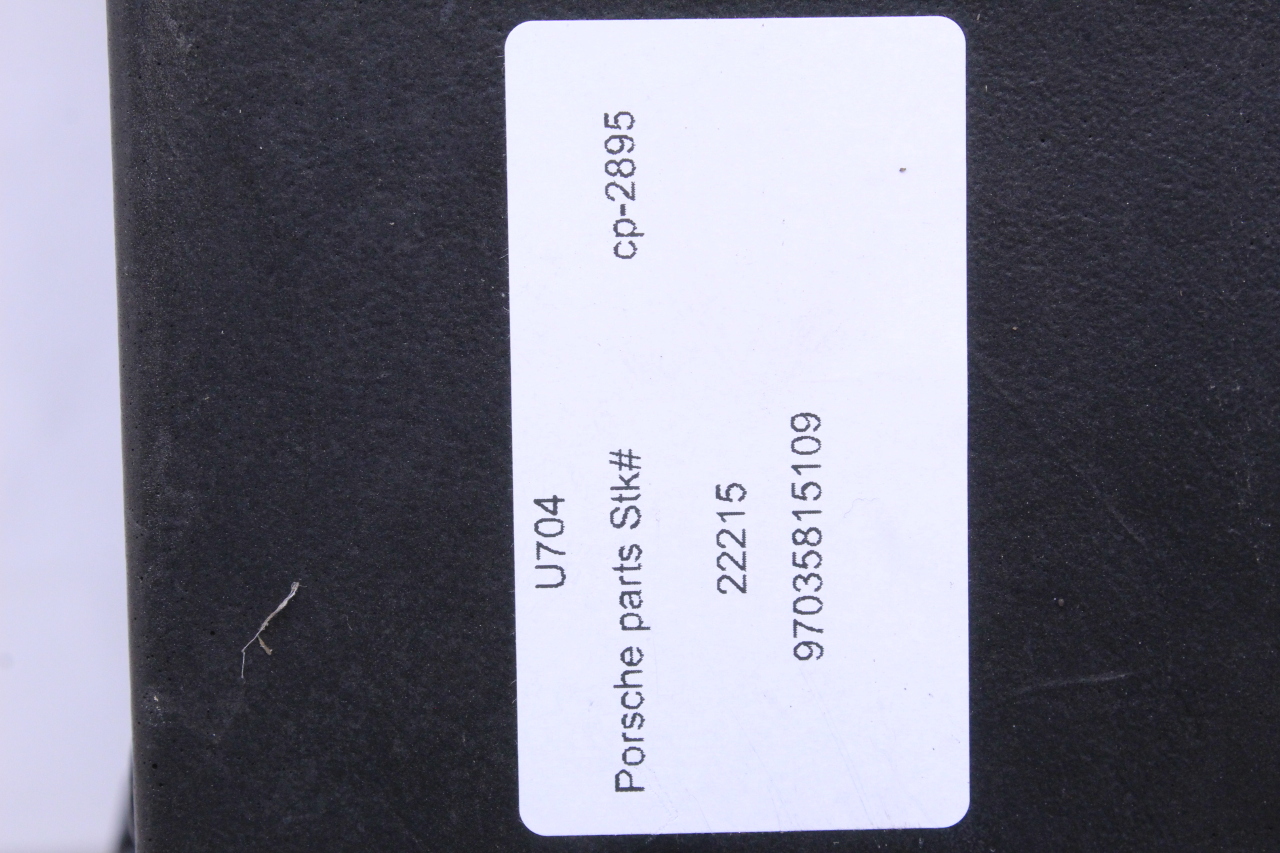 U704
Porsche parts Stk# cp-2895
22215
97035815109